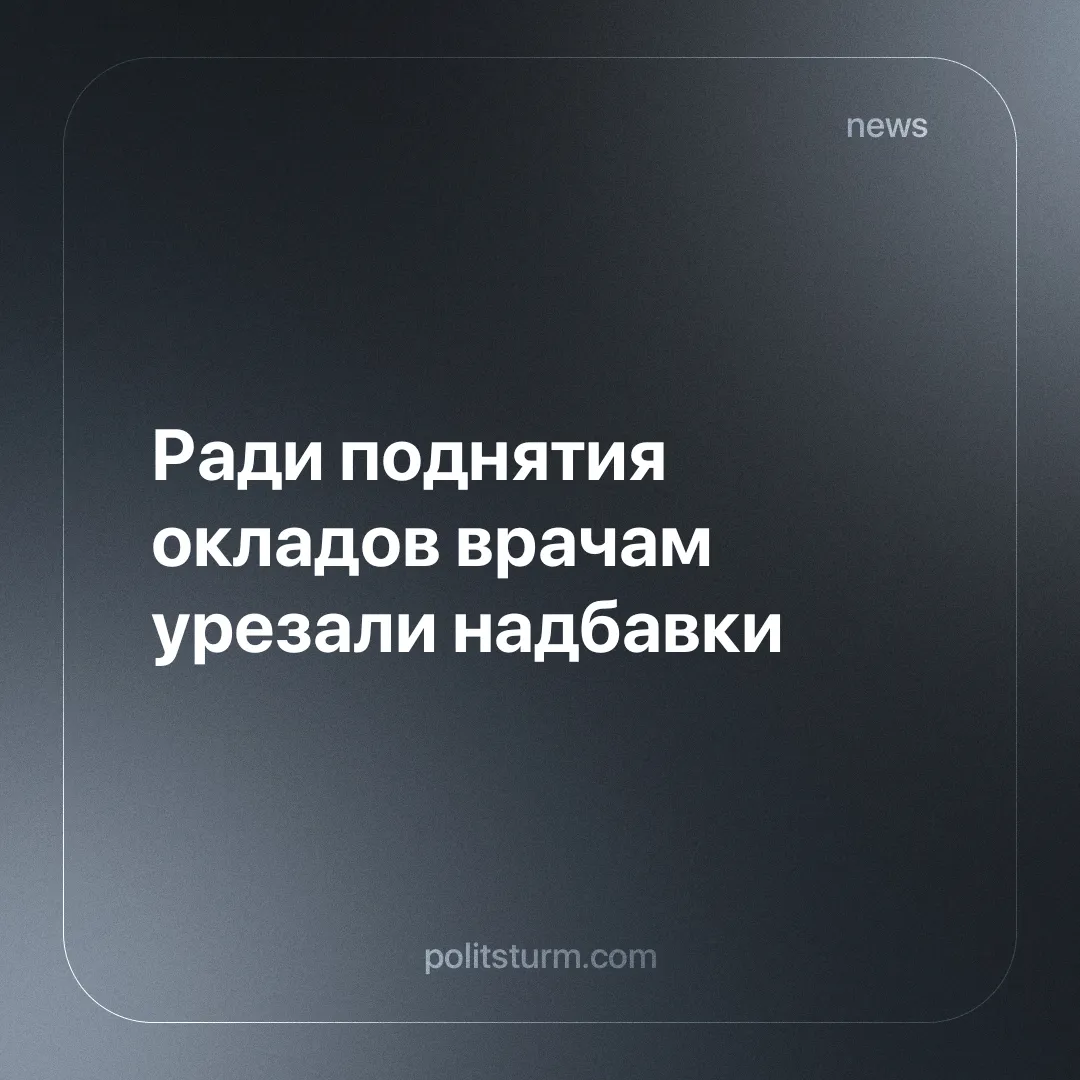 news
Ради поднятия
окладов врачам
урезали надбавки
politsturm.com